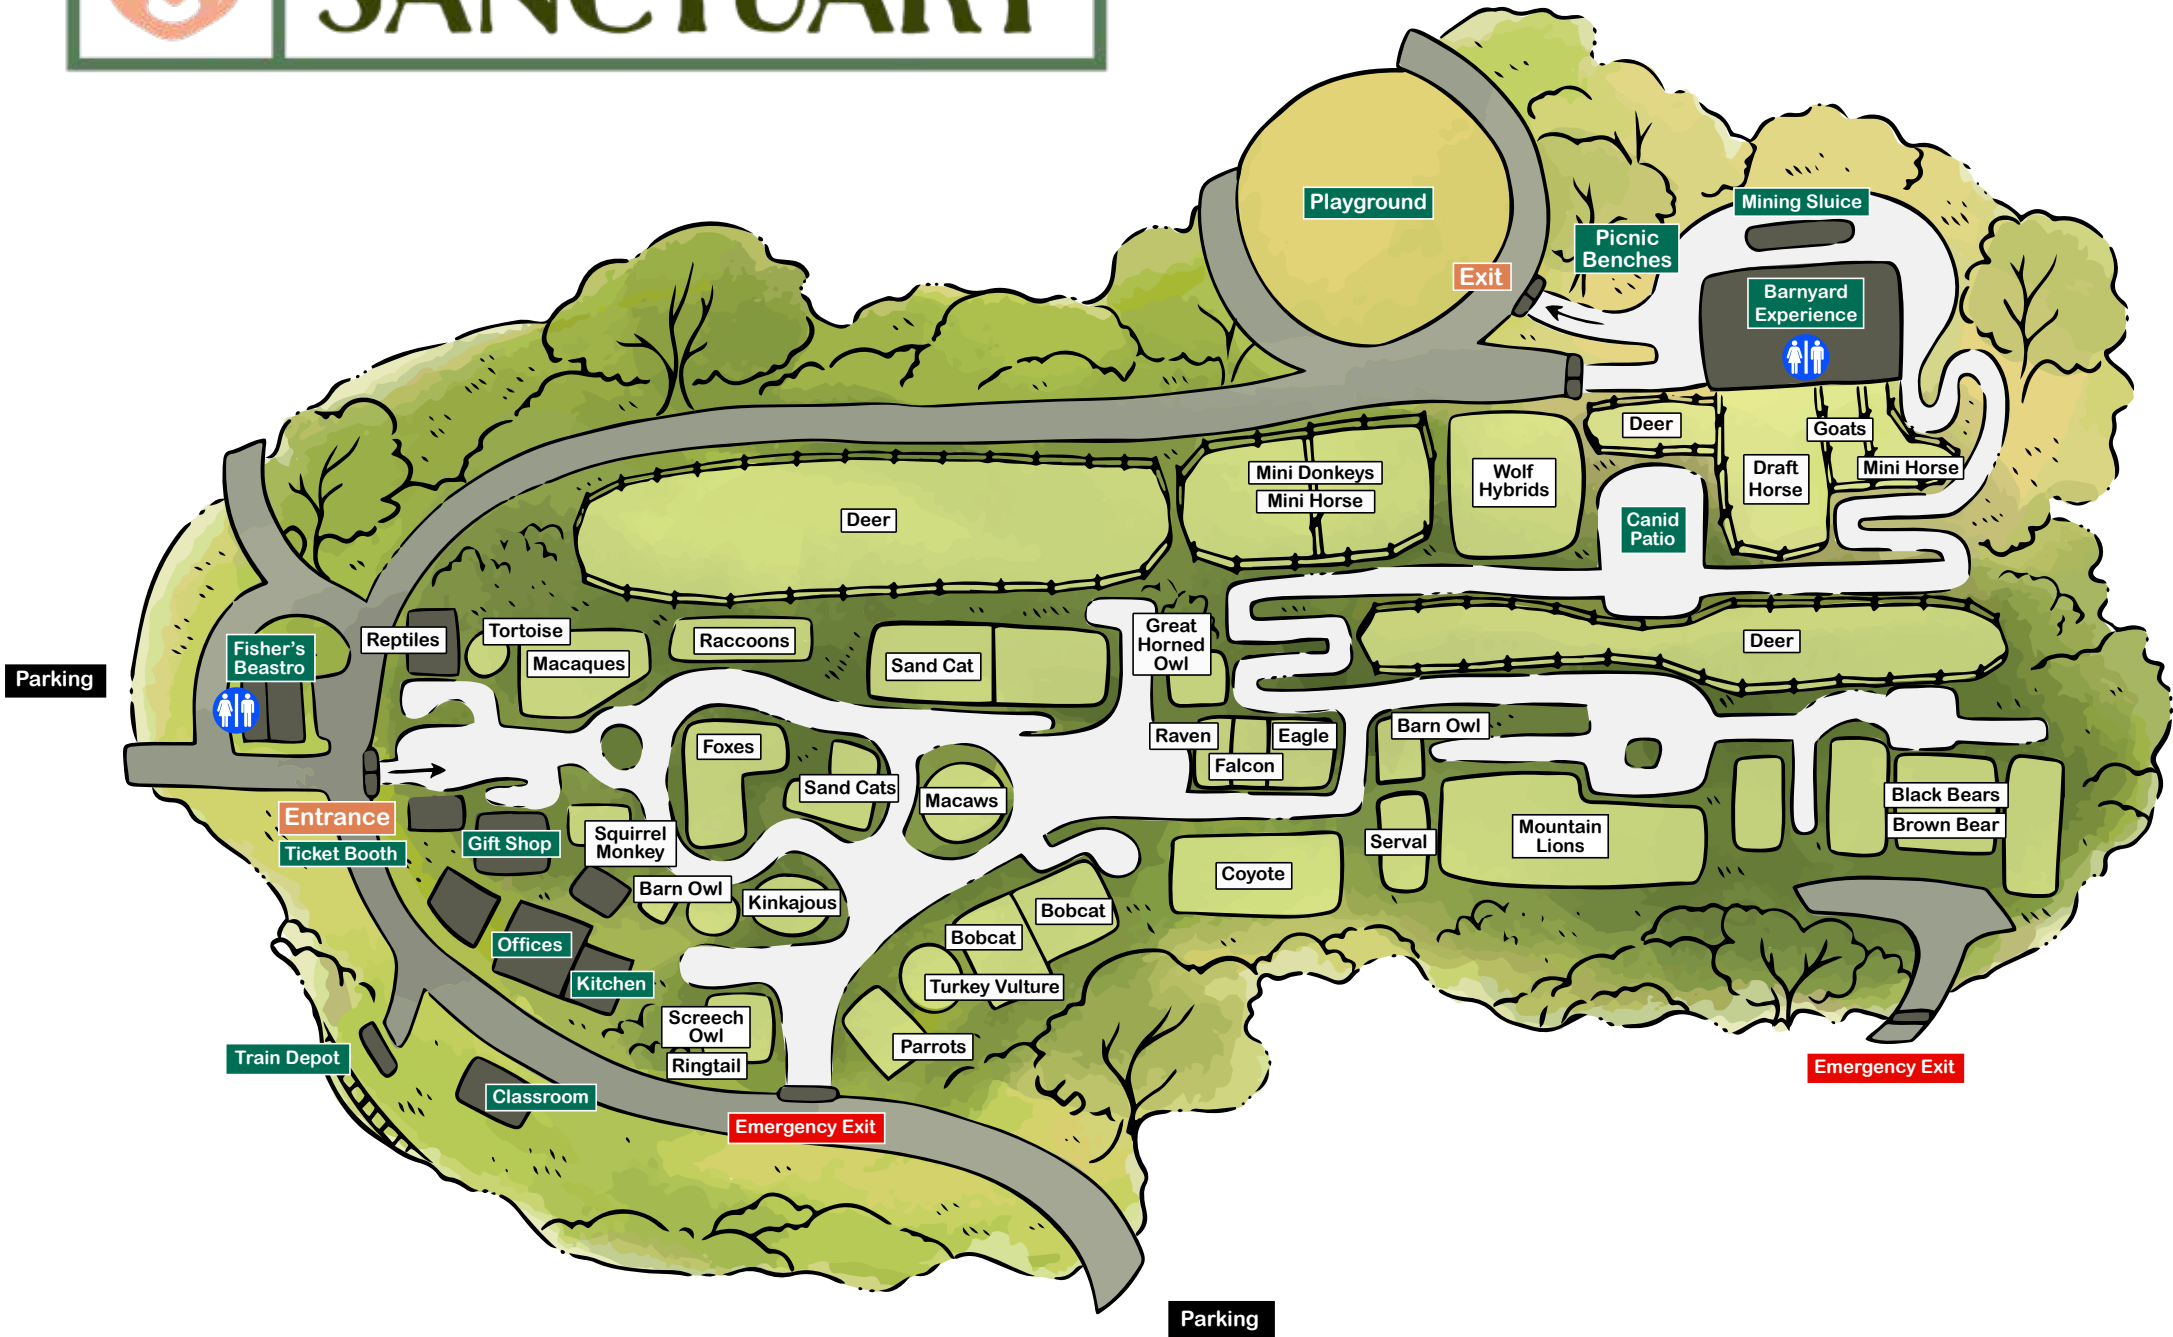 SANCTUARY
Playground
Mining Sluice
Picnic
Benches
Exit
Barnyard
Experience
Deer
Goats
Mini Donkeys
Mini Horse
Wolf
Hybrids
Draft
Horse
Mini Horse
Deer
Canid
Patio
Tortoise
Reptiles
Macaques
Raccoons
Sand Cat
Great
Horned
Owl
Deer
Fisher's
Beastro
Parking
Foxes
Sand Cats
Macaws
Raven
Eagle
Falcon
Barn Owl
Black Bears
Brown Bear
Entrance
Ticket Booth
Gift Shop
Squirrel
Monkey
Serval
Mountain
Lions
Coyote
Barn Owl
Kinkajous
Bobcat
Bobcat
Offices
Kitchen
Turkey Vulture
Screech
Owl
Ringtail
Parrots
Train Depot
Classroom
Emergency Exit
Emergency Exit
Parking